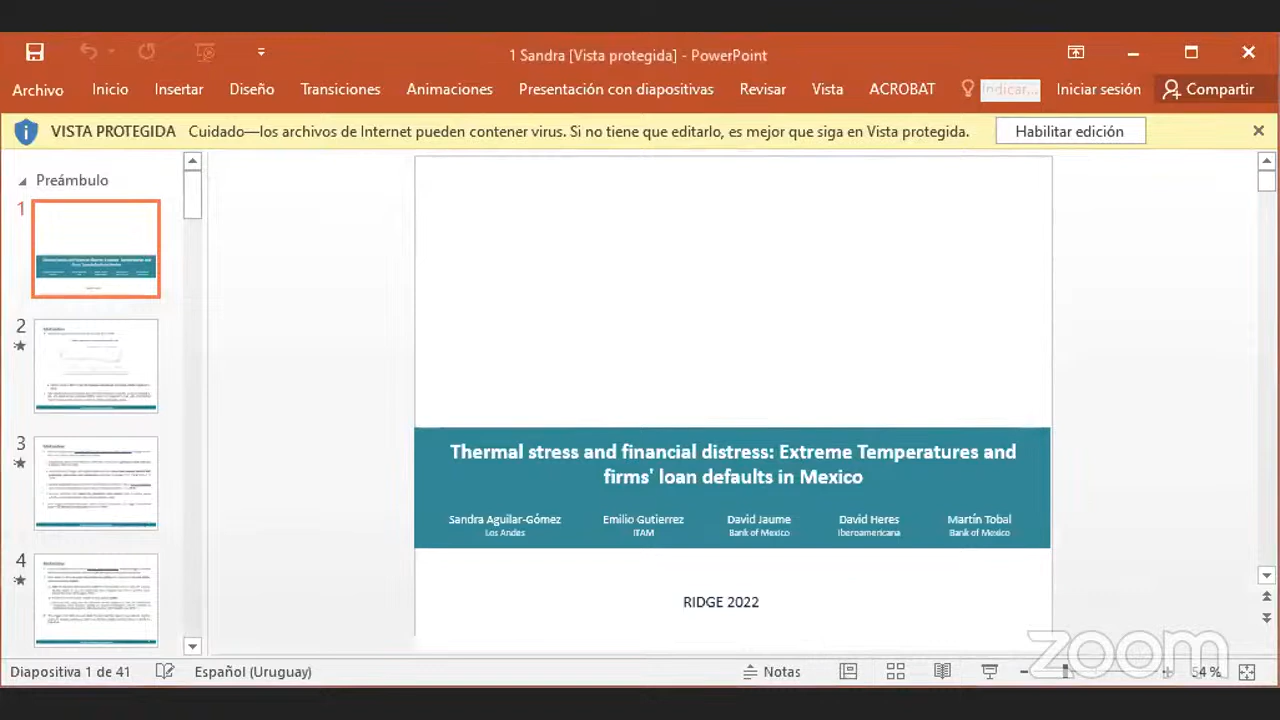 1 Sandra [Vista protegida] - PowerPoint
Archivo Inicio Insertar Diseño Transiciones Animaciones Presentación con diapositivas Revisar Vista ACROBAT Indicar... Iniciar sesión Compartir
VISTA PROTEGIDA Cuidado—los archivos de Internet pueden contener virus. Si no tiene que editarlo, es mejor que siga en Vista protegida. Habilitar edición
Preámbulo
1
2
3
4
Thermal stress and financial distress: Extreme Temperatures and
firms' loan defaults in Mexico
Sandra Aguilar-Gómez Emilio Gutierrez David Jaume David Heres Martín Tobal
Los Andes ITAM Bank of Mexico Iberoamericana Bank of Mexico
RIDGE 2022
zoom
Diapositiva 1 de 41 Español (Uruguay) Notas 54 %